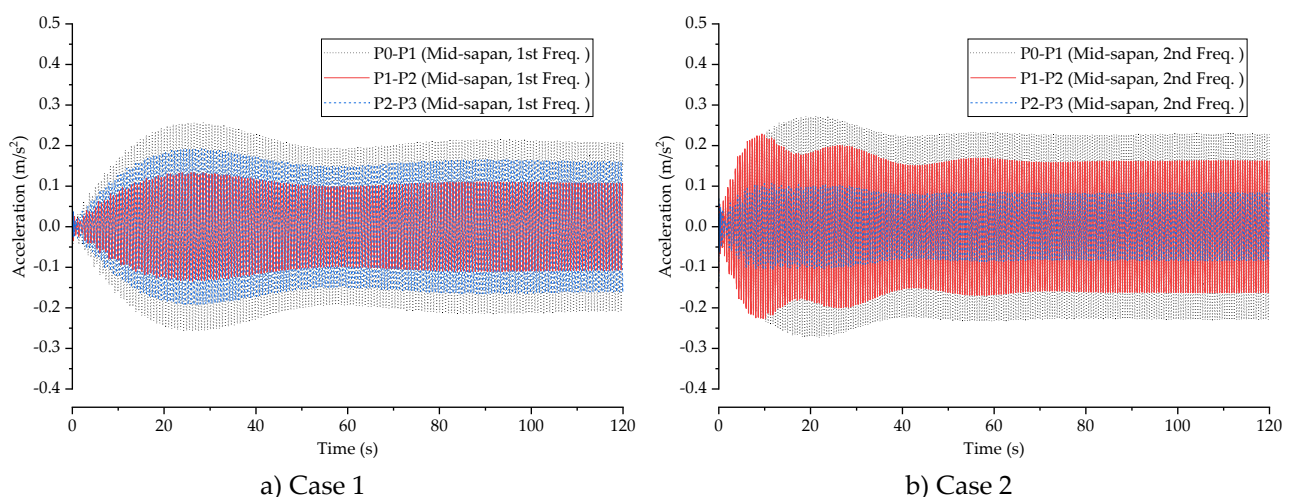 0.5
0.4
0.3
0.2
0.1
0.0
-0.1
-0.2
-0.3
-0.4
Acceleration (m/s²)
P0-P1 (Mid-sapan, 1st Freq. )
P1-P2 (Mid-sapan, 1st Freq. )
P2-P3 (Mid-sapan, 1st Freq. )
0 20 40 60 80 100 120
Time (s)
a) Case 1
0.5
0.4
0.3
0.2
0.1
0.0
-0.1
-0.2
-0.3
-0.4
Acceleration (m/s²)
P0-P1 (Mid-sapan, 2nd Freq. )
P1-P2 (Mid-sapan, 2nd Freq. )
P2-P3 (Mid-sapan, 2nd Freq. )
0 20 40 60 80 100 120
Time (s)
b) Case 2